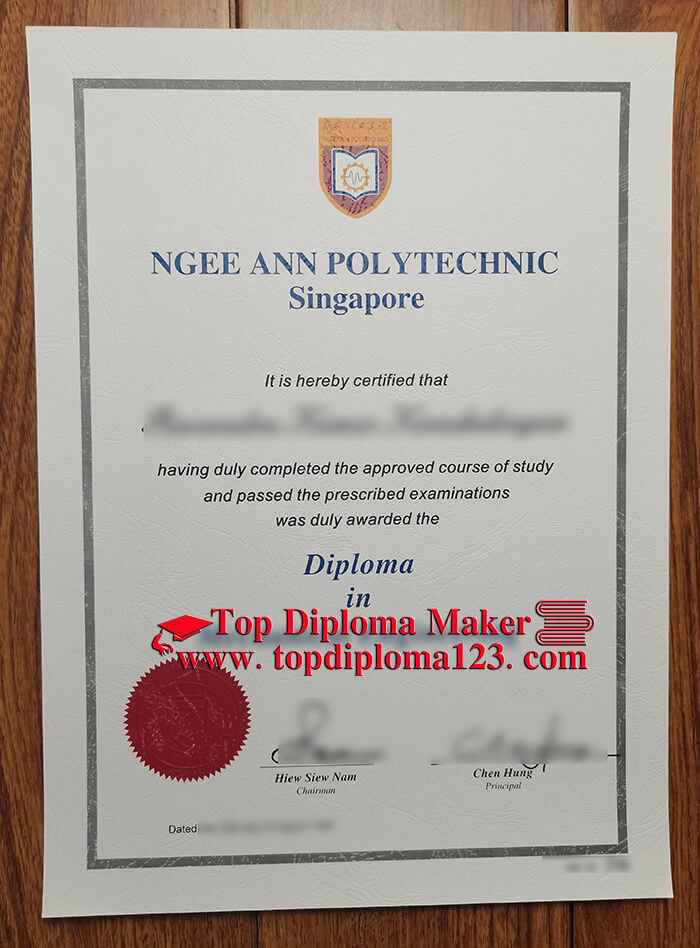 NGEE ANN POLYTECHNIC
Singapore
It is hereby certified that
having duly completed the approved course of study
and passed the prescribed examinations
was duly awarded the
Diploma
in
Top Diploma Maker
www. topdiploma123. com
Hiew Siew Nam
Chairman
Chen Hung
Principal
Dated